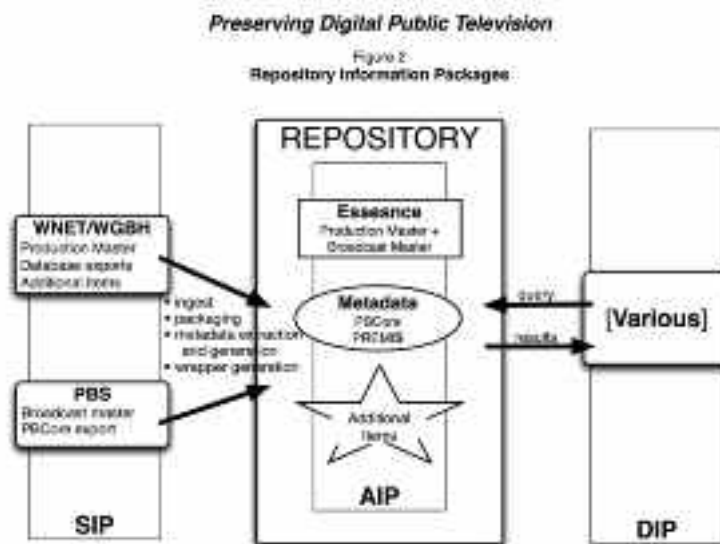 Preserving Digital Public Television
Figure 2
Repository Information Packages
REPOSITORY
WNET/WGBH
Production Master
Database exports
Additional items
• ingest
• packaging
• metadata extraction
and generation
• wrapper generation
PBS
Broadcast master
PBCore export
SIP
Essesnce
Production Master +
Broadcast Master
Metadata
PBCore
PREMIS
Additional
Items
AIP
query
results
[Various]
DIP